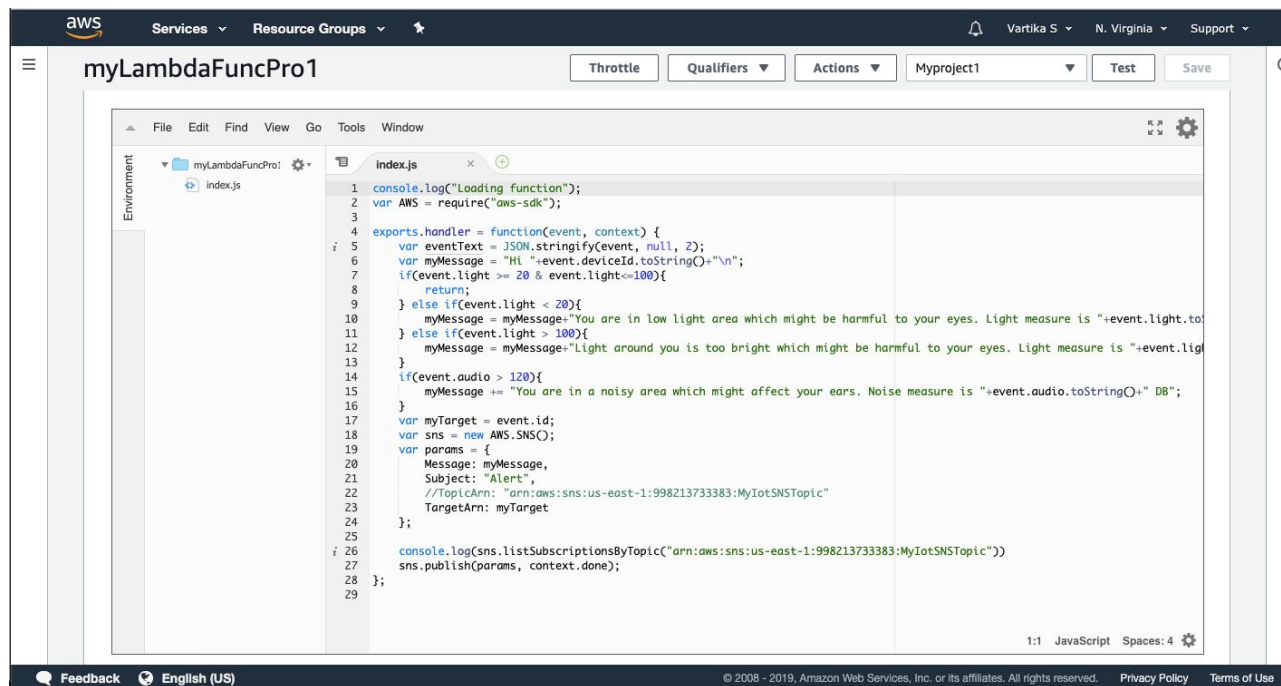 aws Services Resource Groups Vartika S N. Virginia Support
myLambdaFuncPro1 Throttle Qualifiers Actions Myproject1 Test Save
File Edit Find View Go Tools Window
Environment
myLambdaFuncPro1
index.js
index.js
1 console.log("Loading function");
2 var AWS = require("aws-sdk");
3
4 exports.handler = function(event, context) {
i 5 var eventText = JSON.stringify(event, null, 2);
6 var myMessage = "Hi "+event.deviceId.toString()+"\n";
7 if(event.light >= 20 & event.light<=100){
8 return;
9 } else if(event.light < 20){
10 myMessage = myMessage+"You are in low light area which might be harmful to your eyes. Light measure is "+event.light.to
11 } else if(event.light > 100){
12 myMessage = myMessage+"Light around you is too bright which might be harmful to your eyes. Light measure is "+event.lig
13 }
14 if(event.audio > 120){
15 myMessage += "You are in a noisy area which might affect your ears. Noise measure is "+event.audio.toString()+" DB";
16 }
17 var myTarget = event.id;
18 var sns = new AWS.SNS();
19 var params = {
20 Message: myMessage,
21 Subject: "Alert",
22 //TopicArn: "arn:aws:sns:us-east-1:998213733383:MyIotSNSTopic"
23 TargetArn: myTarget
24 };
25
i 26 console.log(sns.listSubscriptionsByTopic("arn:aws:sns:us-east-1:998213733383:MyIotSNSTopic"))
27 sns.publish(params, context.done);
28 };
29
1:1 JavaScript Spaces: 4
Feedback English (US) © 2008 - 2019, Amazon Web Services, Inc. or its affiliates. All rights reserved. Privacy Policy Terms of Use